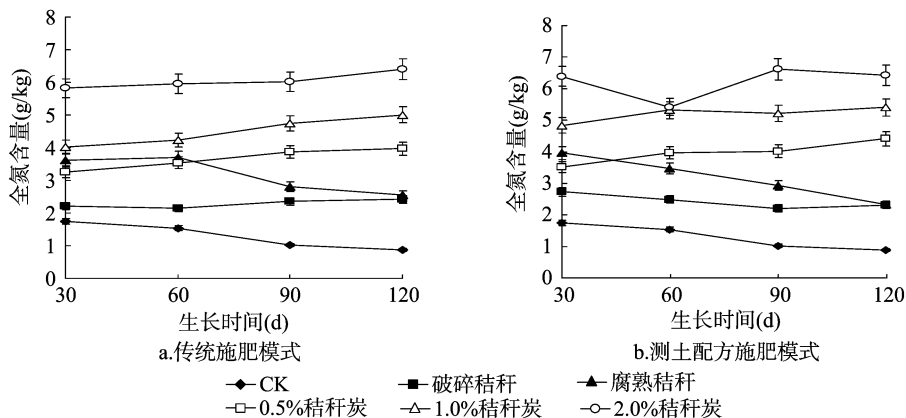 8
7
6
5
4
3
2
1
0
全氮含量(g/kg)
30 60 90 120
生长时间(d)
a.传统施肥模式
8
7
6
5
4
3
2
1
0
全氮含量(g/kg)
30 60 90 120
生长时间(d)
b.测土配方施肥模式
CK 破碎秸秆 腐熟秸秆
0.5%秸秆炭 1.0%秸秆炭 2.0%秸秆炭